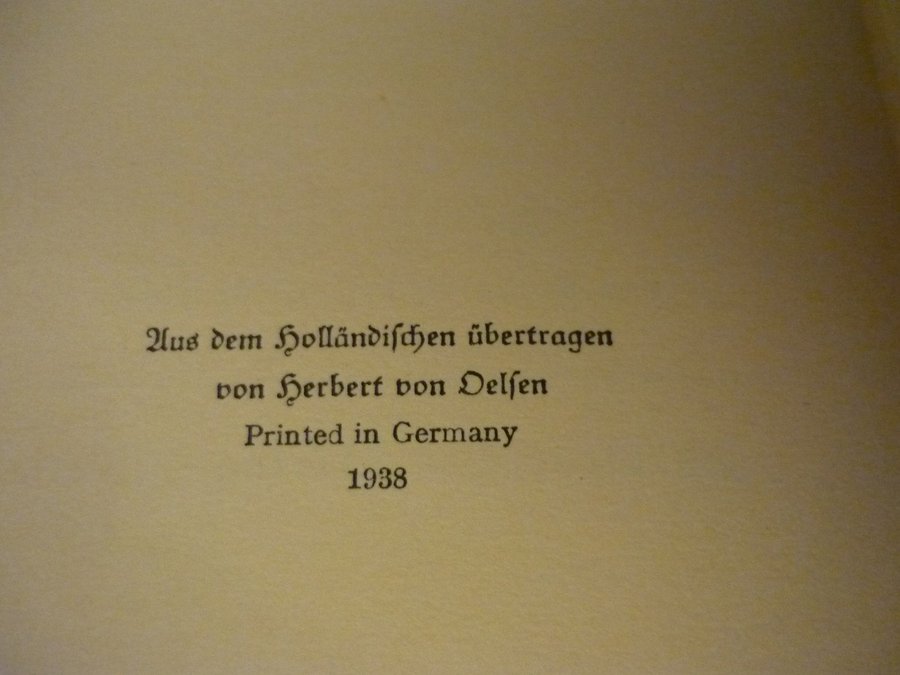 Aus dem Holländiſchen übertragen
von Herbert von Oelſen
Printed in Germany
1938